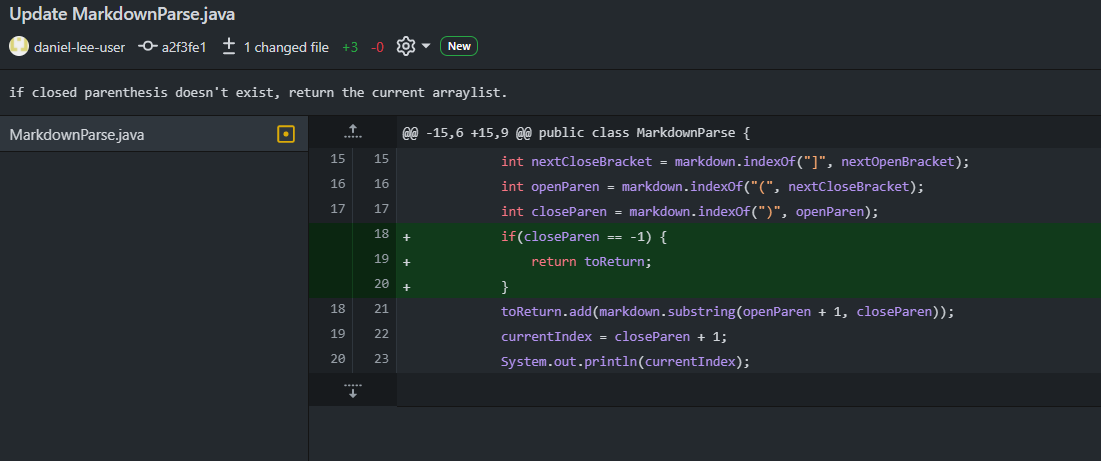 Update MarkdownParse.java
daniel-lee-user a2f3fe1 1 changed file +3 -0 New
if closed parenthesis doesn't exist, return the current arraylist.
MarkdownParse.java
@@ -15,6 +15,9 @@ public class MarkdownParse {
15 15 int nextCloseBracket = markdown.indexOf("]", nextOpenBracket);
16 16 int openParen = markdown.indexOf("(", nextCloseBracket);
17 17 int closeParen = markdown.indexOf(")", openParen);
18 + if(closeParen == -1) {
19 + return toReturn;
20 + }
18 21 toReturn.add(markdown.substring(openParen + 1, closeParen));
19 22 currentIndex = closeParen + 1;
20 23 System.out.println(currentIndex);